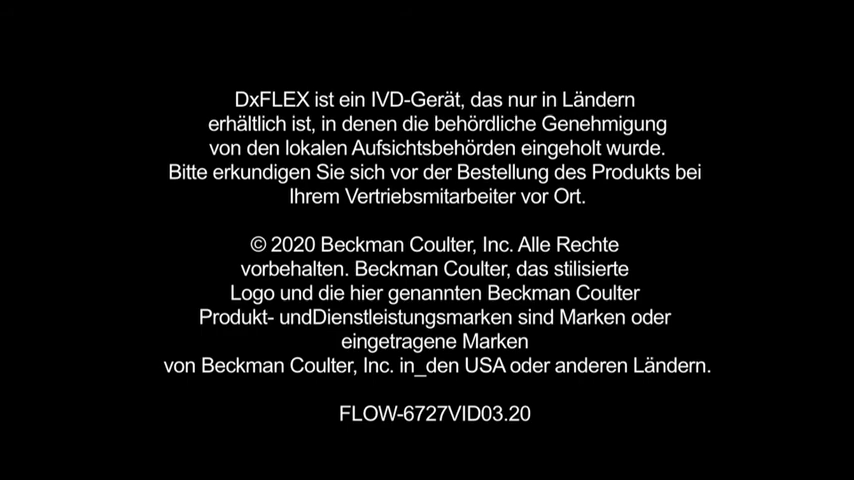 DxFLEX ist ein IVD-Gerät, das nur in Ländern
erhältlich ist, in denen die behördliche Genehmigung
von den lokalen Aufsichtsbehörden eingeholt wurde.
Bitte erkundigen Sie sich vor der Bestellung des Produkts bei
Ihrem Vertriebsmitarbeiter vor Ort.
© 2020 Beckman Coulter, Inc. Alle Rechte
vorbehalten. Beckman Coulter, das stilisierte
Logo und die hier genannten Beckman Coulter
Produkt- undDienstleistungsmarken sind Marken oder
eingetragene Marken
von Beckman Coulter, Inc. in_den USA oder anderen Ländern.
FLOW-6727VID03.20